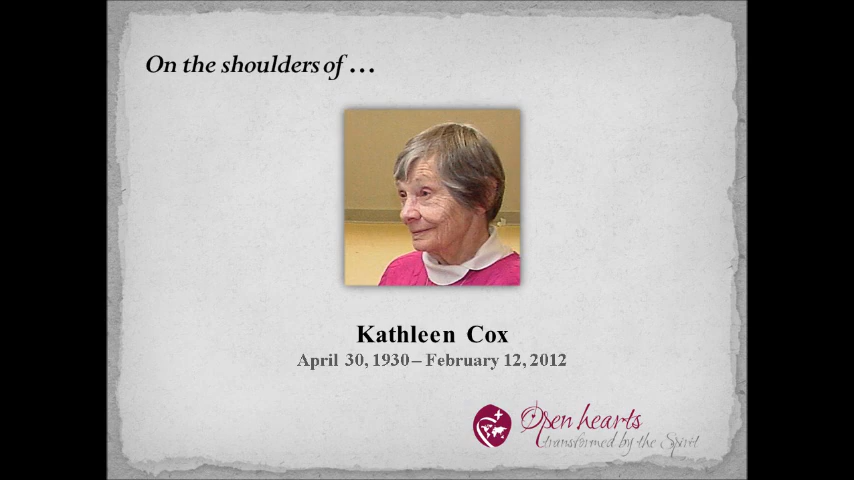 On the shoulders of ...
Kathleen Cox
April 30, 1930 – February 12, 2012
Open hearts
transformed by the Spirit